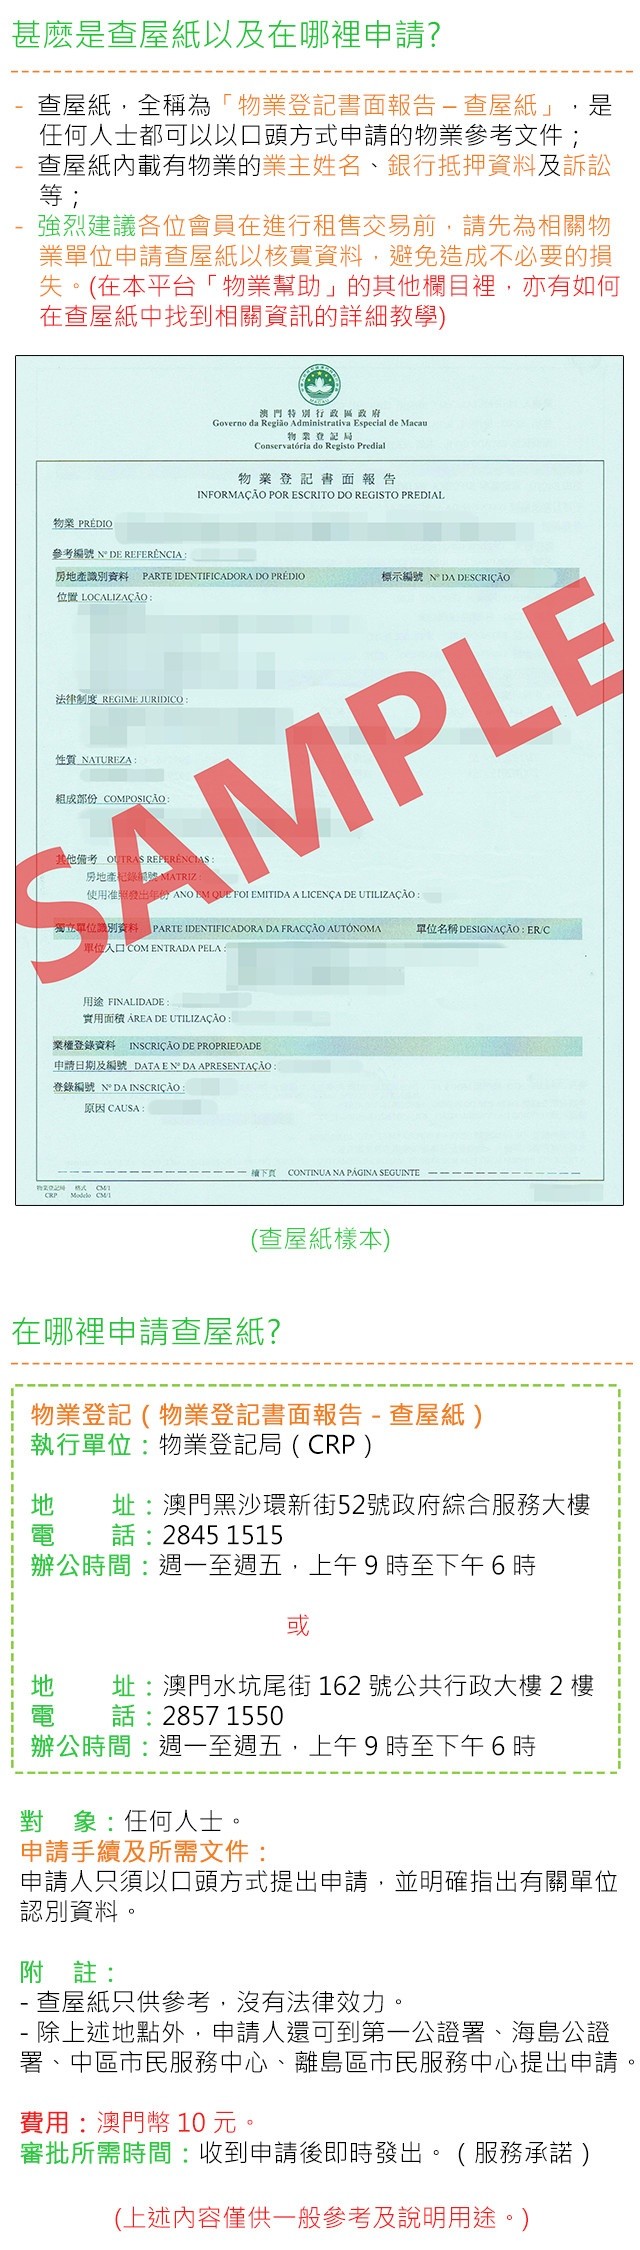 甚麽是查屋紙以及在哪裡申請?
- 查屋紙，全稱為「物業登記書面報告 – 查屋紙」，是
任何人士都可以以口頭方式申請的物業參考文件；
- 查屋紙內載有物業的業主姓名、銀行抵押資料及訴訟
等；
- 強烈建議各位會員在進行租售交易前，請先為相關物
業單位申請查屋紙以核實資料，避免造成不必要的損
失。(在本平台「物業幫助」的其他欄目裡，亦有如何
在查屋紙中找到相關資訊的詳細教學)
MACAU
澳門特別行政區政府
Governo da Região Administrativa Especial de Macau
物業登記局
Conservatória do Registo Predial
物業登記書面報告
INFORMAÇÃO POR ESCRITO DO REGISTO PREDIAL
物業 PRÉDIO
參考編號 Nº DE REFERÊNCIA :
房地產識別資料 PARTE IDENTIFICADORA DO PRÉDIO 標示編號 Nº DA DESCRIÇÃO
位置 LOCALIZAÇÃO :
法律制度 REGIME JURIDICO :
性質 NATUREZA :
組成部份 COMPOSIÇÃO :
其他備考 OUTRAS REFERÊNCIAS :
房地產紀錄編號 MATRIZ :
使用准照發出年份 ANO EM QUE FOI EMITIDA A LICENÇA DE UTILIZAÇÃO :
獨立單位識別資料 PARTE IDENTIFICADORA DA FRACÇÃO AUTÓNOMA 單位名稱 DESIGNAÇÃO : ER/C
單位入口 COM ENTRADA PELA :
用途 FINALIDADE :
實用面積 ÁREA DE UTILIZAÇÃO :
業權登錄資料 INSCRIÇÃO DE PROPRIEDADE
申請日期及編號 DATA E Nº DA APRESENTAÇÃO :
登錄編號 Nº DA INSCRIÇÃO :
原因 CAUSA :
續下頁 CONTINUA NA PÁGINA SEGUINTE
物業登記局 格式 CM/1
CRP Modelo CM/1
SAMPLE
(查屋紙樣本)
在哪裡申請查屋紙?
物業登記（物業登記書面報告 - 查屋紙）
執行單位：物業登記局（CRP）
地 址：澳門黑沙環新街52號政府綜合服務大樓
電 話：2845 1515
辦公時間：週一至週五，上午 9 時至下午 6 時
或
地 址：澳門水坑尾街 162 號公共行政大樓 2 樓
電 話：2857 1550
辦公時間：週一至週五，上午 9 時至下午 6 時
對 象：任何人士。
申請手續及所需文件：
申請人只須以口頭方式提出申請，並明確指出有關單位
認別資料。
附 註：
- 查屋紙只供參考，沒有法律效力。
- 除上述地點外，申請人還可到第一公證署、海島公證
署、中區市民服務中心、離島區市民服務中心提出申請。
費用：澳門幣 10 元。
審批所需時間：收到申請後即時發出。（服務承諾）
(上述內容僅供一般參考及說明用途。)